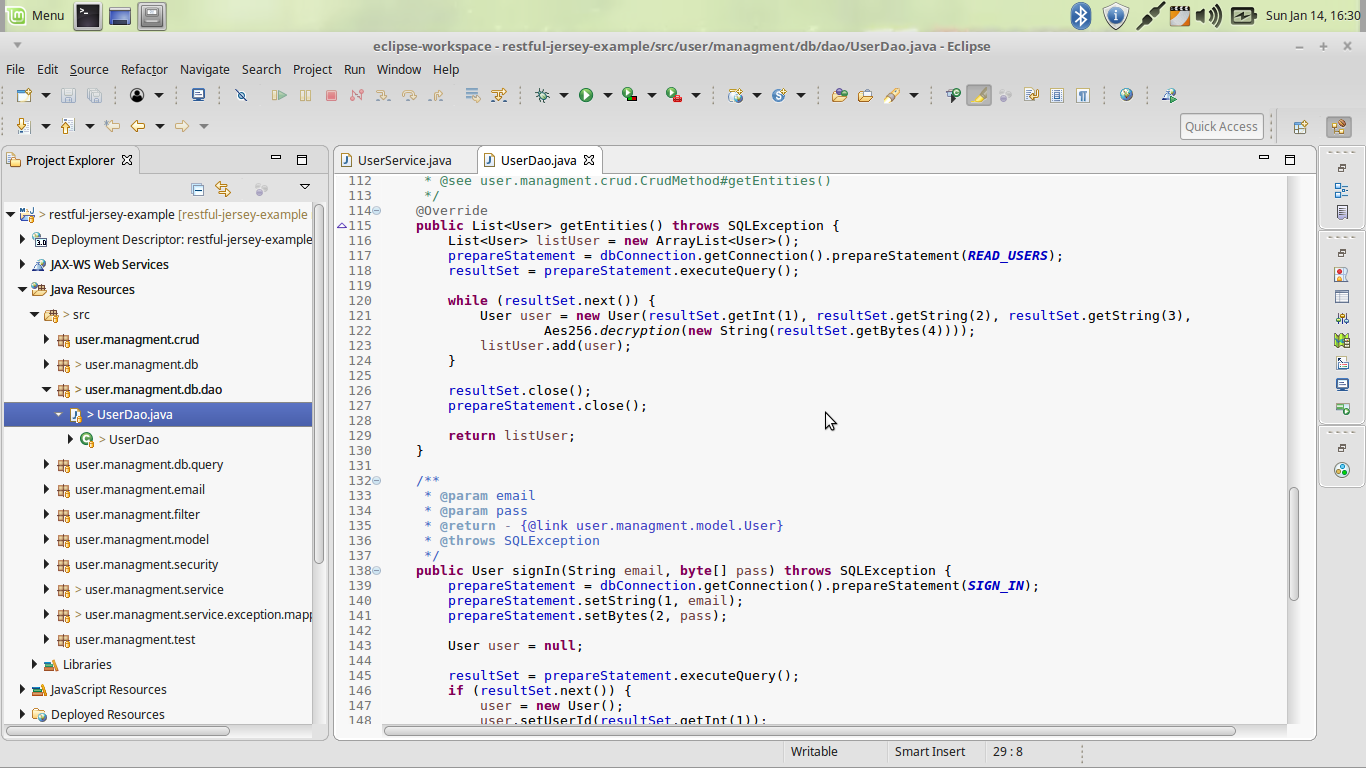 Menu
Sun Jan 14, 16:30
eclipse-workspace - restful-jersey-example/src/user/managment/db/dao/UserDao.java - Eclipse
File Edit Source Refactor Navigate Search Project Run Window Help
Quick Access
Project Explorer
> restful-jersey-example [restful-jersey-example
Deployment Descriptor: restful-jersey-example
JAX-WS Web Services
Java Resources
> src
user.managment.crud
> user.managment.db
> user.managment.db.dao
> UserDao.java
> UserDao
user.managment.db.query
user.managment.email
user.managment.filter
user.managment.model
user.managment.security
> user.managment.service
> user.managment.service.exception.mapp
user.managment.test
Libraries
JavaScript Resources
Deployed Resources
UserService.java
UserDao.java
112 * @see user.managment.crud.CrudMethod#getEntities()
113 */
114 @Override
115 public List<User> getEntities() throws SQLException {
116 List<User> listUser = new ArrayList<User>();
117 prepareStatement = dbConnection.getConnection().prepareStatement(READ_USERS);
118 resultSet = prepareStatement.executeQuery();
119
120 while (resultSet.next()) {
121 User user = new User(resultSet.getInt(1), resultSet.getString(2), resultSet.getString(3),
122 Aes256.decryption(new String(resultSet.getBytes(4))));
123 listUser.add(user);
124 }
125
126 resultSet.close();
127 prepareStatement.close();
128
129 return listUser;
130 }
131
132 /**
133 * @param email
134 * @param pass
135 * @return - {@link user.managment.model.User}
136 * @throws SQLException
137 */
138 public User signIn(String email, byte[] pass) throws SQLException {
139 prepareStatement = dbConnection.getConnection().prepareStatement(SIGN_IN);
140 prepareStatement.setString(1, email);
141 prepareStatement.setBytes(2, pass);
142
143 User user = null;
144
145 resultSet = prepareStatement.executeQuery();
146 if (resultSet.next()) {
147 user = new User();
148 user.setUserId(resultSet.getInt(1));
Writable
Smart Insert
29 : 8